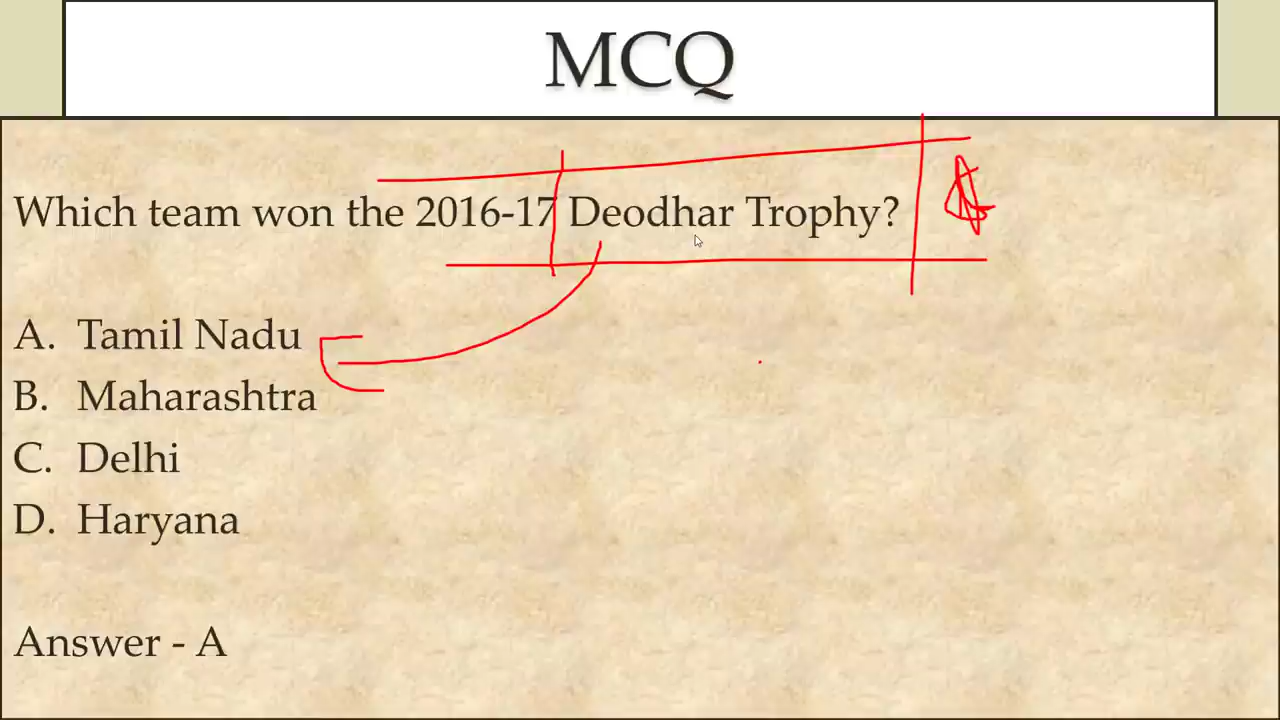 MCQ
Which team won the 2016-17 Deodhar Trophy?
A. Tamil Nadu
B. Maharashtra
C. Delhi
D. Haryana
Answer - A